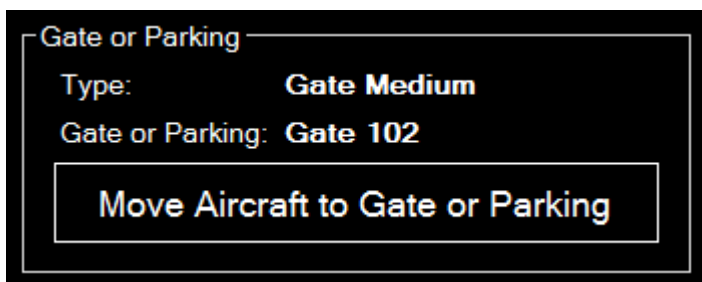 Gate or Parking
Type: Gate Medium
Gate or Parking: Gate 102
Move Aircraft to Gate or Parking